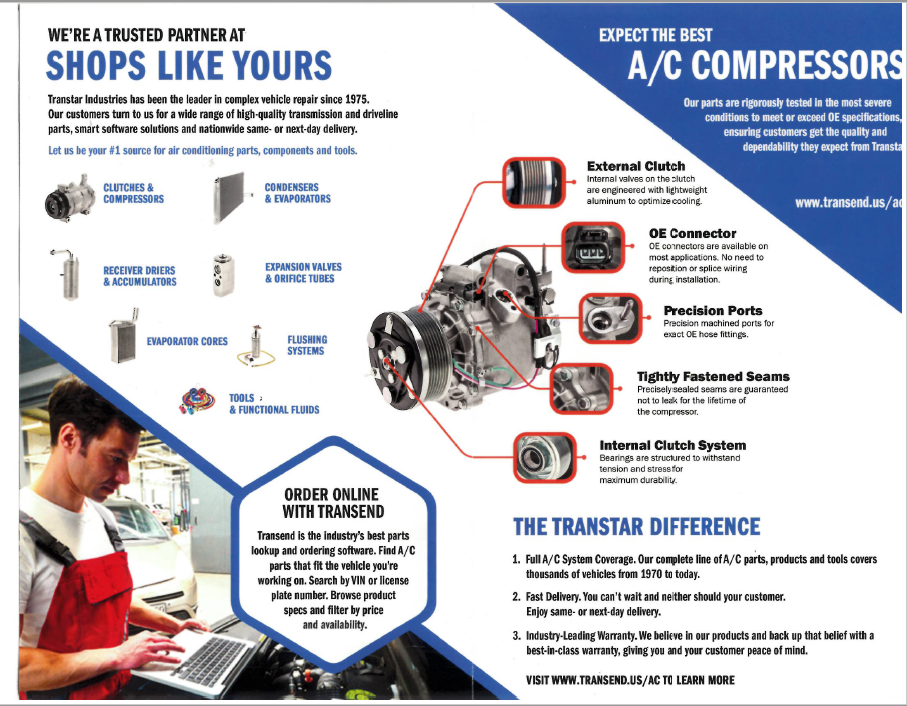 WE'RE A TRUSTED PARTNER AT
SHOPS LIKE YOURS
Transtar Industries has been the leader in complex vehicle repair since 1975.
Our customers turn to us for a wide range of high-quality transmission and driveline
parts, smart software solutions and nationwide same- or next-day delivery.
Let us be your #1 source for air conditioning parts, components and tools.
CLUTCHES &
COMPRESSORS
CONDENSERS
& EVAPORATORS
RECEIVER DRIERS
& ACCUMULATORS
EXPANSION VALVES
& ORIFICE TUBES
EVAPORATOR CORES
FLUSHING
SYSTEMS
TOOLS
& FUNCTIONAL FLUIDS
ORDER ONLINE
WITH TRANSEND
Transend is the industry's best parts
lookup and ordering software. Find A/C
parts that fit the vehicle you're
working on. Search by VIN or license
plate number. Browse product
specs and filter by price
and availability.
EXPECT THE BEST
A/C COMPRESSORS
Our parts are rigorously tested in the most severe
conditions to meet or exceed OE specifications,
ensuring customers get the quality and
dependability they expect from Transta
www.transend.us/ac
External Clutch
Internal valves on the clutch
are engineered with lightweight
aluminum to optimize cooling.
OE Connector
OE connectors are available on
most applications. No need to
reposition or splice wiring
during installation.
Precision Ports
Precision machined ports for
exact OE hose fittings.
Tightly Fastened Seams
Precisely sealed seams are guaranteed
not to leak for the lifetime of
the compressor.
Internal Clutch System
Bearings are structured to withstand
tension and stress for
maximum durability.
THE TRANSTAR DIFFERENCE
1. Full A/C System Coverage. Our complete line of A/C parts, products and tools covers
thousands of vehicles from 1970 to today.
2. Fast Delivery. You can't wait and neither should your customer.
Enjoy same- or next-day delivery.
3. Industry-Leading Warranty. We believe in our products and back up that belief with a
best-in-class warranty, giving you and your customer peace of mind.
VISIT WWW.TRANSEND.US/AC TO LEARN MORE